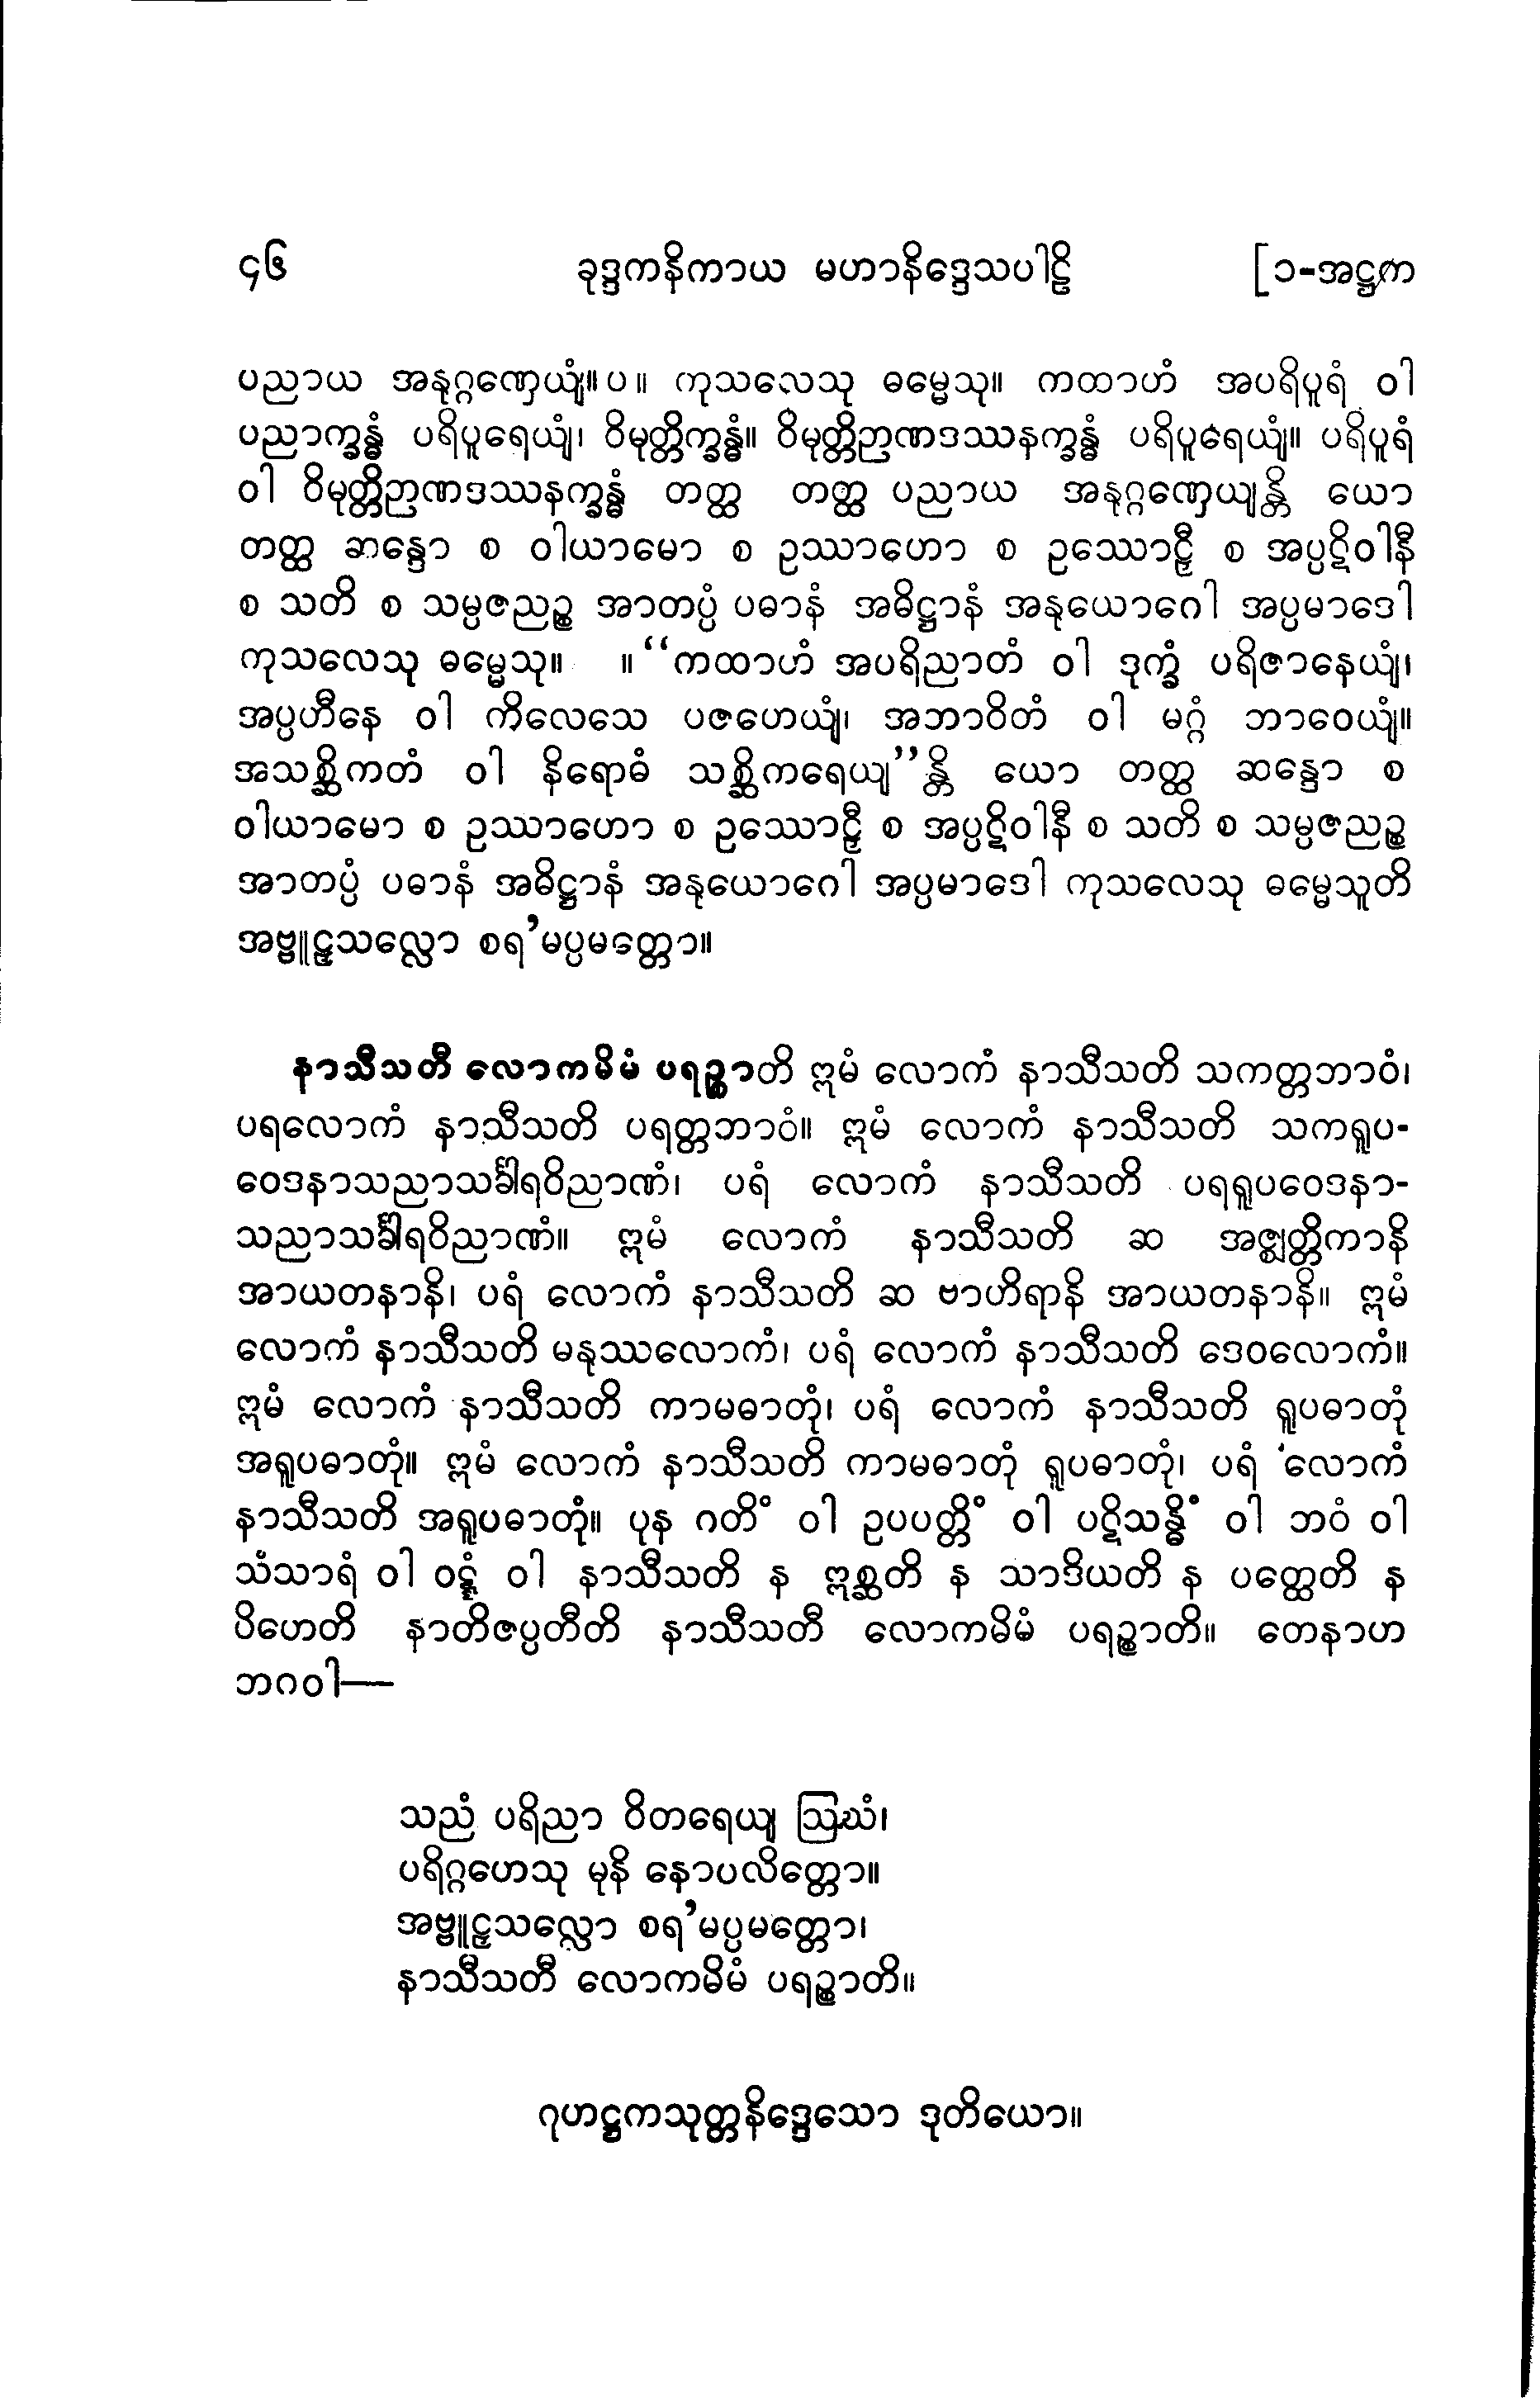 ၄၆ ခုဒ္ဒကနိကာယ မဟာနိဒ္ဒေသပါဠိ [၁-အဋ္ဌက
ပညာယ အနုဂ္ဂဏှေယျံ။ပ။ ကုသလေသု ဓမ္မေသု။ ကထာဟံ အပရိပူရံ ဝါ
ပညာက္ခန္ဓံ ပရိပူရေယျံ၊ ဝိမုတ္တိက္ခန္ဓံ။ ဝိမုတ္တိဉာဏဒဿနက္ခန္ဓံ ပရိပူရေယျံ။ ပရိပူရံ
ဝါ ဝိမုတ္တိဉာဏဒဿနက္ခန္ဓံ တတ္ထ တတ္ထ ပညာယ အနုဂ္ဂဏှေယျန္တိ ယော
တတ္ထ ဆန္ဒော စ ဝါယာမော စ ဥဿာဟော စ ဥဿောဠှီ စ အပ္ပဋိဝါနီ
စ သတိ စ သမ္ပဇညဉ္စ အာတပ္ပံ ပဓာနံ အဓိဋ္ဌာနံ အနုယောဂေါ အပ္ပမာဒေါ
ကုသလေသု ဓမ္မေသု။ ။ “ကထာဟံ အပရိညာတံ ဝါ ဒုက္ခံ ပရိဇာနေယျံ၊
အပ္ပဟီနေ ဝါ ကိလေသေ ပဇဟေယျံ၊ အဘာဝိတံ ဝါ မဂ္ဂံ ဘာဝေယျံ။
အသစ္ဆိကတံ ဝါ နိရောဓံ သစ္ဆိကရေယျ”န္တိ ယော တတ္ထ ဆန္ဒော စ
ဝါယာမော စ ဥဿာဟော စ ဥဿောဠှီ စ အပ္ပဋိဝါနီ စ သတိ စ သမ္ပဇညဉ္စ
အာတပ္ပံ ပဓာနံ အဓိဋ္ဌာနံ အနုယောဂေါ အပ္ပမာဒေါ ကုသလေသု ဓမ္မေသူတိ
အဗ္ဗူဠှသလ္လော စရ’မပ္ပမတ္တော။
နာသီသတီ လောကမိမံ ပရဉ္စာတိ ဣမံ လောကံ နာသီသတိ သကတ္တဘာဝံ၊
ပရလောကံ နာသီသတိ ပရတ္တဘာဝံ။ ဣမံ လောကံ နာသီသတိ သကရူပ-
ဝေဒနာသညာသင်္ခါရဝိညာဏံ၊ ပရံ လောကံ နာသီသတိ ပရရူပဝေဒနာ-
သညာသင်္ခါရဝိညာဏံ။ ဣမံ လောကံ နာသီသတိ ဆ အဇ္ဈတ္တိကာနိ
အာယတနာနိ၊ ပရံ လောကံ နာသီသတိ ဆ ဗာဟိရာနိ အာယတနာနိ။ ဣမံ
လောကံ နာသီသတိ မနုဿလောကံ၊ ပရံ လောကံ နာသီသတိ ဒေဝလောကံ။
ဣမံ လောကံ နာသီသတိ ကာမဓာတုံ၊ ပရံ လောကံ နာသီသတိ ရူပဓာတုံ
အရူပဓာတုံ။ ဣမံ လောကံ နာသီသတိ ကာမဓာတုံ ရူပဓာတုံ၊ ပရံ လောကံ
နာသီသတိ အရူပဓာတုံ။ ပုန ဂတိံ ဝါ ဥပပတ္တိံ ဝါ ပဋိသန္ဓိံ ဝါ ဘဝံ ဝါ
သံသာရံ ဝါ ဝဋ္ဋံ ဝါ နာသီသတိ န ဣစ္ဆတိ န သာဒိယတိ န ပတ္ထေတိ န
ပိဟေတိ နာတိဇပ္ပတီတိ နာသီသတီ လောကမိမံ ပရဉ္စာတိ။ တေနာဟ
ဘဂဝါ—
သညံ ပရိညာ ဝိတရေယျ ဩဃံ၊
ပရိဂ္ဂဟေသု မုနိ နောပလိတ္တော။
အဗ္ဗူဠှသလ္လော စရ’မပ္ပမတ္တော၊
နာသီသတီ လောကမိမံ ပရဉ္စာတိ။
ဂုဟဋ္ဌကသုတ္တနိဒ္ဒေသော ဒုတိယော။